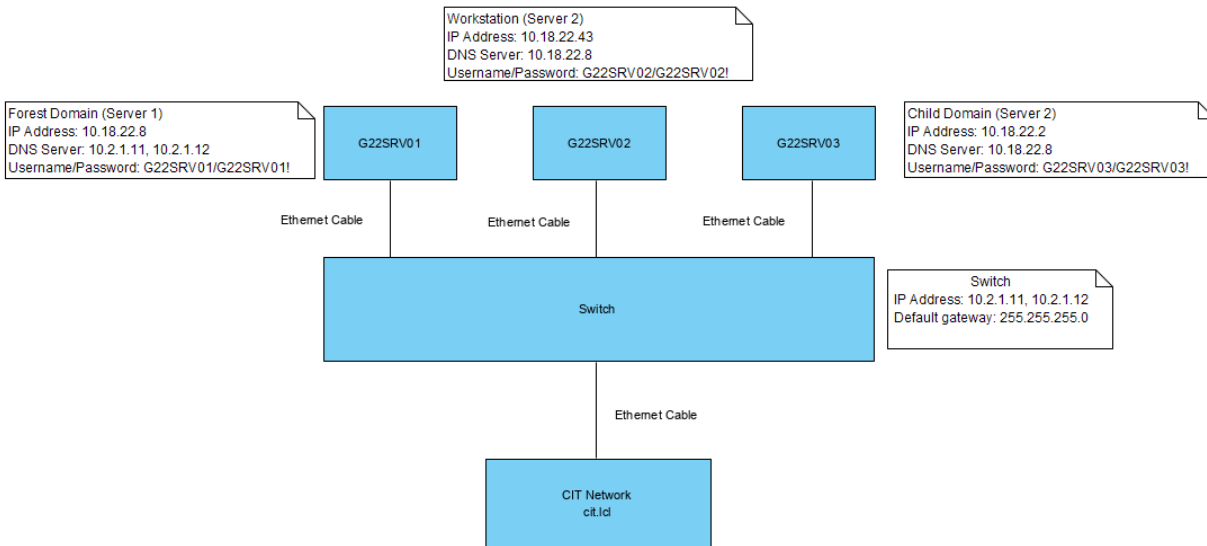 Workstation (Server 2)
IP Address: 10.18.22.43
DNS Server: 10.18.22.8
Username/Password: G22SRV02/G22SRV02!
Forest Domain (Server 1)
IP Address: 10.18.22.8
DNS Server: 10.2.1.11, 10.2.1.12
Username/Password: G22SRV01/G22SRV01!
G22SRV01
G22SRV02
G22SRV03
Child Domain (Server 2)
IP Address: 10.18.22.2
DNS Server: 10.18.22.8
Username/Password: G22SRV03/G22SRV03!
Ethernet Cable
Ethernet Cable
Ethernet Cable
Switch
Switch
IP Address: 10.2.1.11, 10.2.1.12
Default gateway: 255.255.255.0
Ethernet Cable
CIT Network
cit.lcl